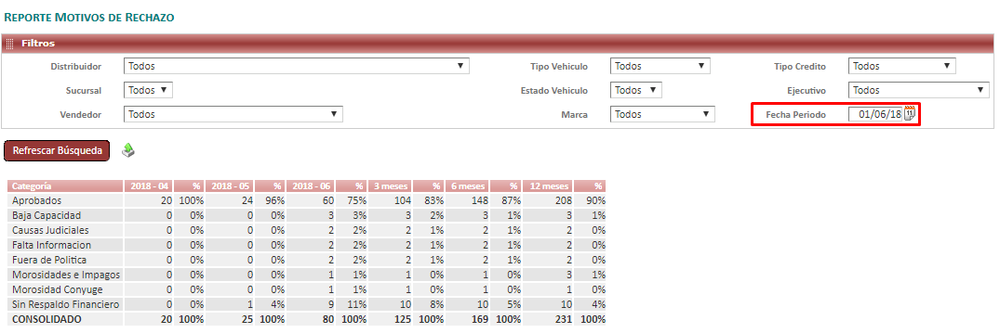 REPORTE MOTIVOS DE RECHAZO
Filtros
Distribuidor Todos Tipo Vehiculo Todos Tipo Credito Todos
Sucursal Todos Estado Vehiculo Todos Ejecutivo Todos
Vendedor Todos Marca Todos Fecha Periodo 01/06/18 11
Refrescar Búsqueda
Categoría 2018 - 04 % 2018 - 05 % 2018 - 06 % 3 meses % 6 meses % 12 meses %
Aprobados 20 100% 24 96% 60 75% 104 83% 148 87% 208 90%
Baja Capacidad 0 0% 0 0% 3 3% 3 2% 3 1% 3 1%
Causas Judiciales 0 0% 0 0% 2 2% 2 1% 2 1% 2 0%
Falta Informacion 0 0% 0 0% 2 2% 2 1% 2 1% 2 0%
Fuera de Politica 0 0% 0 0% 2 2% 2 1% 2 1% 2 0%
Morosidades e Impagos 0 0% 0 0% 1 1% 1 0% 1 0% 3 1%
Morosidad Conyuge 0 0% 0 0% 1 1% 1 0% 1 0% 1 0%
Sin Respaldo Financiero 0 0% 1 4% 9 11% 10 8% 10 5% 10 4%
CONSOLIDADO 20 100% 25 100% 80 100% 125 100% 169 100% 231 100%